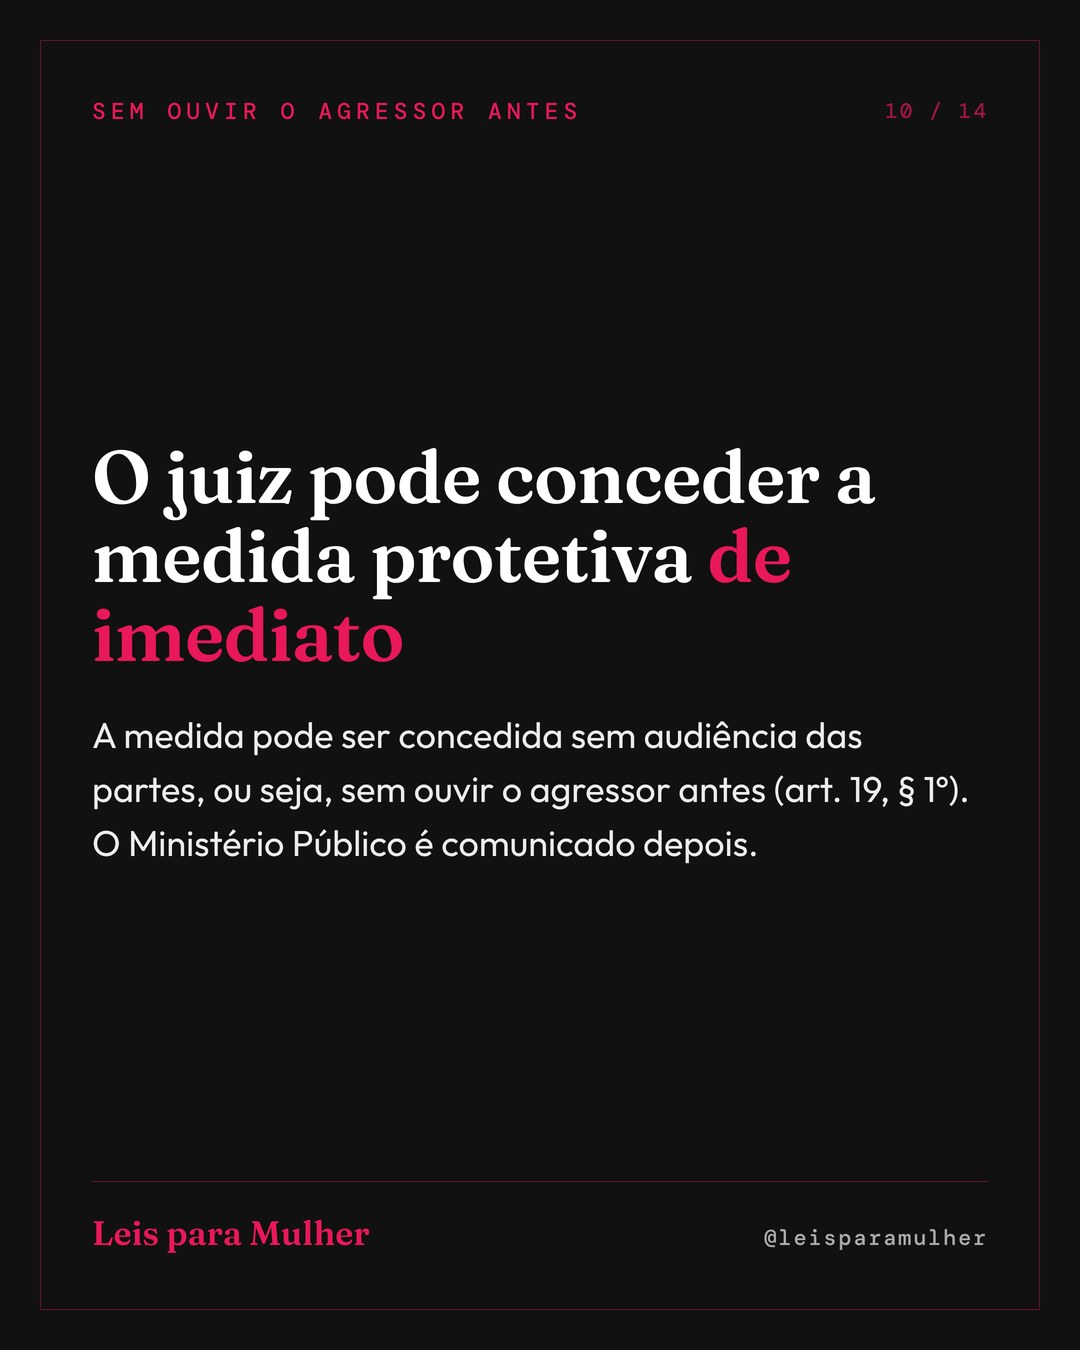 SEM OUVIR O AGRESSOR ANTES
10 / 14
O juiz pode conceder a
medida protetiva de
imediato
A medida pode ser concedida sem audiência das
partes, ou seja, sem ouvir o agressor antes (art. 19, § 1º).
O Ministério Público é comunicado depois.
Leis para Mulher
@leisparamulher